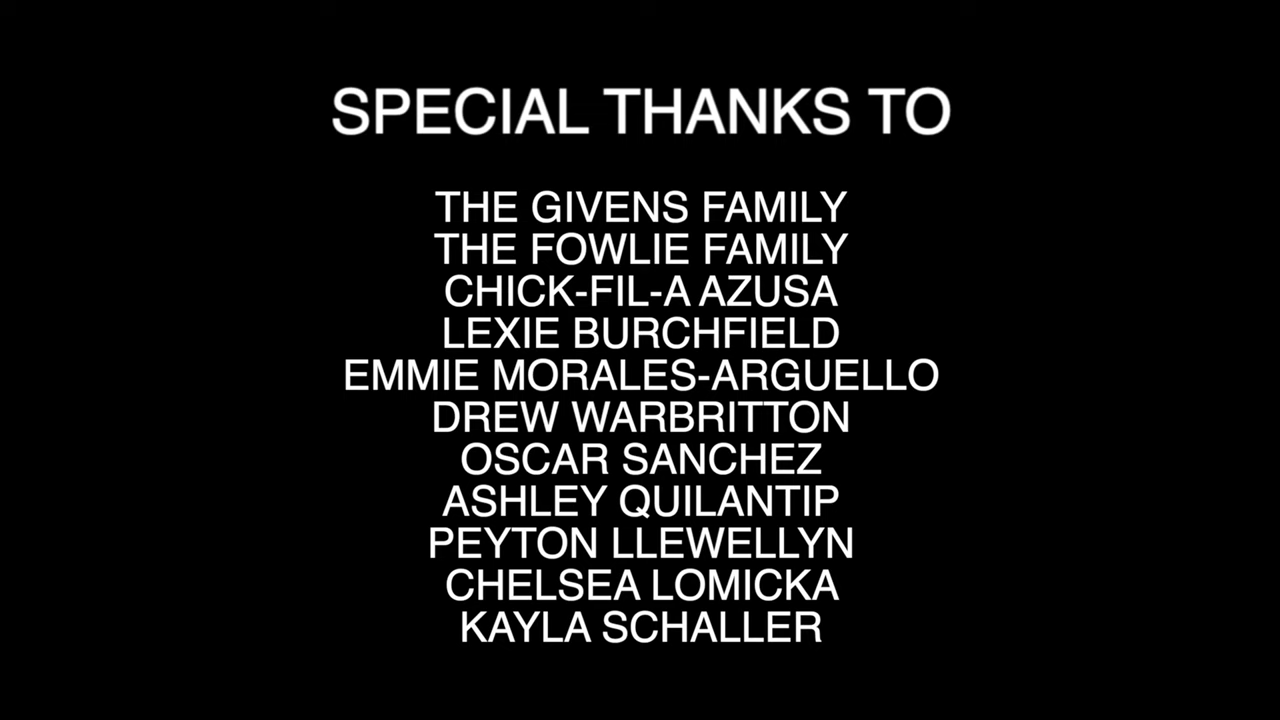 SPECIAL THANKS TO
THE GIVENS FAMILY
THE FOWLIE FAMILY
CHICK-FIL-A AZUSA
LEXIE BURCHFIELD
EMMIE MORALES-ARGUELLO
DREW WARBRITTON
OSCAR SANCHEZ
ASHLEY QUILANTIP
PEYTON LLEWELLYN
CHELSEA LOMICKA
KAYLA SCHALLER